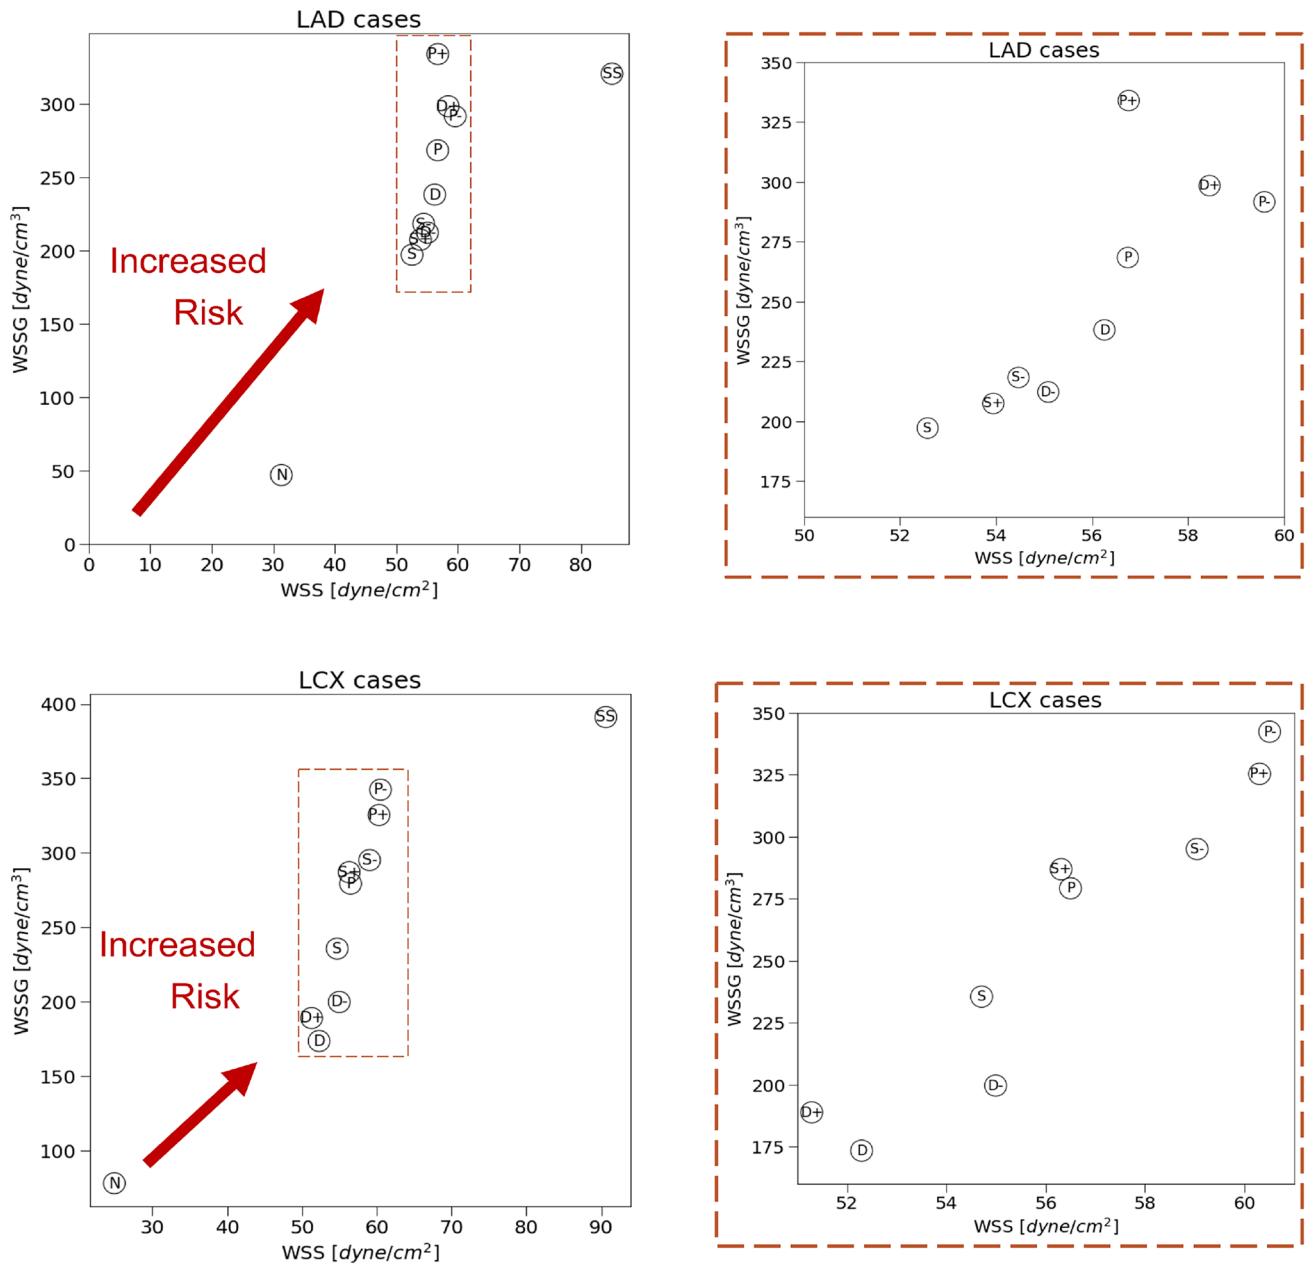 LAD cases
P+
SS
D+
P-
P
D
S-
D-
S+
S
N
Increased
Risk
300
250
200
150
100
50
0
0 10 20 30 40 50 60 70 80
WSS [dyne/cm²]
WSSG [dyne/cm³]
LAD cases
350
325
300
275
250
225
200
175
P+
D+
P-
P
D
S-
D-
S+
S
50 52 54 56 58 60
WSS [dyne/cm²]
WSSG [dyne/cm³]
LCX cases
400
350
300
250
200
150
100
SS
P-
P+
S-
S+
P
S
D-
D+
D
N
Increased
Risk
30 40 50 60 70 80 90
WSS [dyne/cm²]
WSSG [dyne/cm³]
LCX cases
350
325
300
275
250
225
200
175
P-
P+
S-
S+
P
S
D-
D+
D
52 54 56 58 60
WSS [dyne/cm²]
WSSG [dyne/cm³]